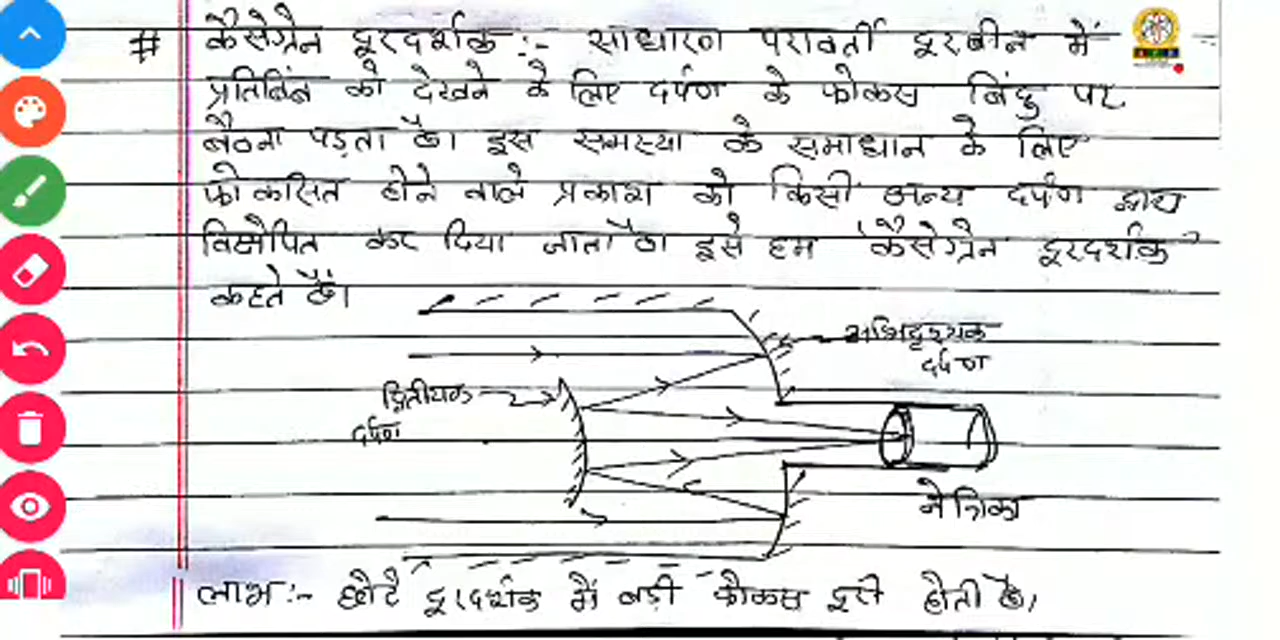 # कैसेग्रेन दूरदर्शक :- साधारण परावर्ती दूरबीन में
प्रतिबिंब को देखने के लिए दर्पण के फोकस बिंदु पर
बैठना पड़ता है। इस समस्या के समाधान के लिए
फोकसित होने वाले प्रकाश को किसी अन्य दर्पण द्वारा
विक्षेपित कर दिया जाता है। इसे हम 'कैसेग्रेन दूरदर्शक'
कहते हैं।
अभिदृश्यक
दर्पण
द्वितीयक
दर्पण
नेत्रिका
लाभ :- छोटे दूरदर्शक में बड़ी फोकस दूरी होती है।